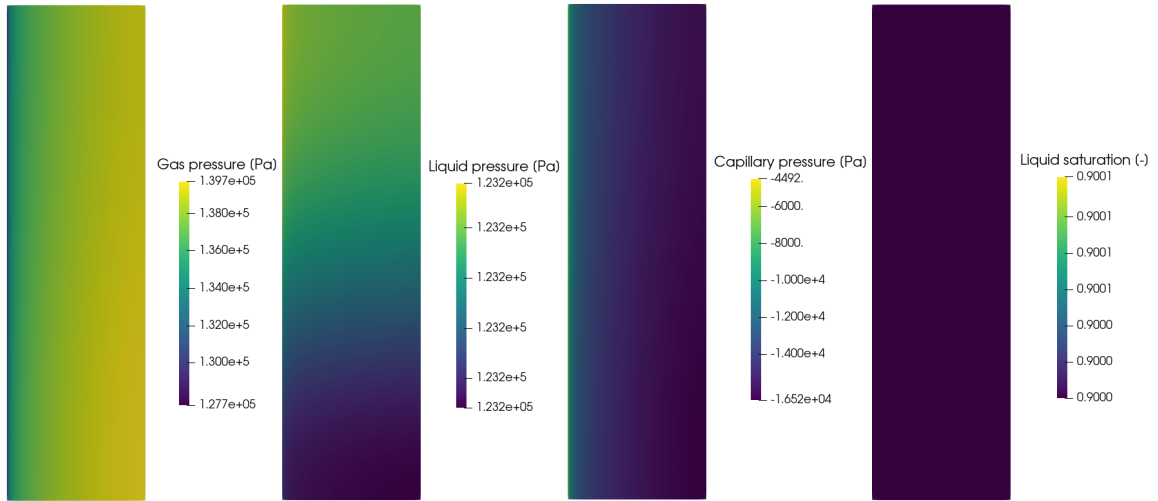 Gas pressure (Pa)
1.397e+05
1.380e+5
1.360e+5
1.340e+5
1.320e+5
1.300e+5
1.277e+05
Liquid pressure (Pa)
1.232e+05
1.232e+5
1.232e+5
1.232e+5
1.232e+5
1.232e+05
Capillary pressure (Pa)
-4492.
-6000.
-8000.
-1.000e+4
-1.200e+4
-1.400e+4
-1.652e+04
Liquid saturation (-)
0.9001
0.9001
0.9001
0.9001
0.9000
0.9000
0.9000